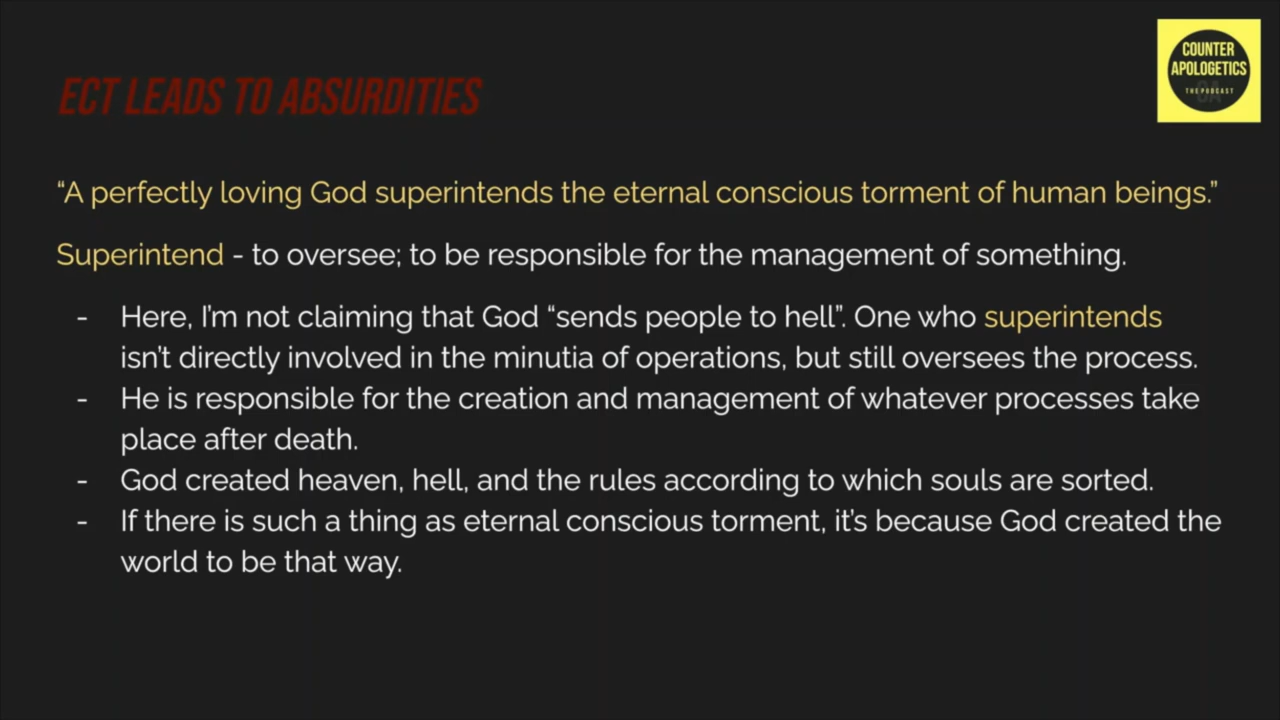 COUNTER
APOLOGETICS
THE PODCAST
CA
ECT LEADS TO ABSURDITIES
“A perfectly loving God superintends the eternal conscious torment of human beings.”
Superintend - to oversee; to be responsible for the management of something.
- Here, I’m not claiming that God “sends people to hell”. One who superintends
isn’t directly involved in the minutia of operations, but still oversees the process.
- He is responsible for the creation and management of whatever processes take
place after death.
- God created heaven, hell, and the rules according to which souls are sorted.
- If there is such a thing as eternal conscious torment, it’s because God created the
world to be that way.